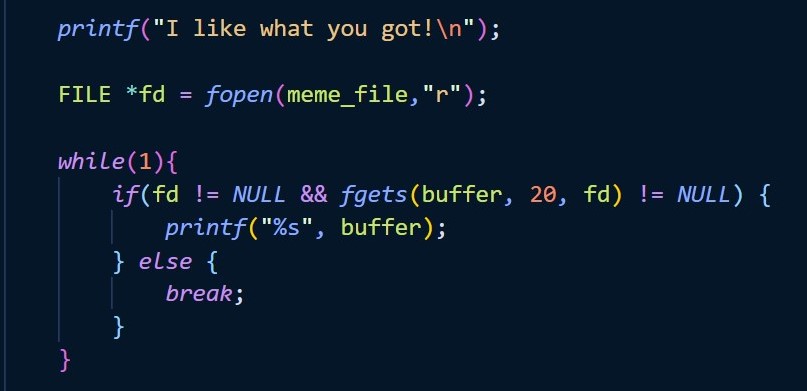 printf("I like what you got!\n");
FILE *fd = fopen(meme_file,"r");
while(1){
if(fd != NULL && fgets(buffer, 20, fd) != NULL) {
printf("%s", buffer);
} else {
break;
}
}